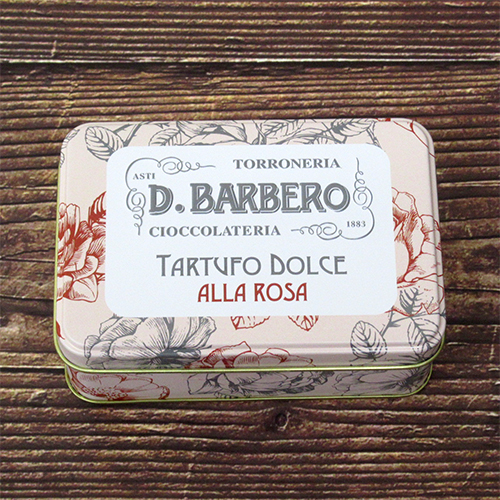 TORRONERIA
ASTI
D. BARBERO
CIOCCOLATERIA
1883
TARTUFO DOLCE
ALLA ROSA